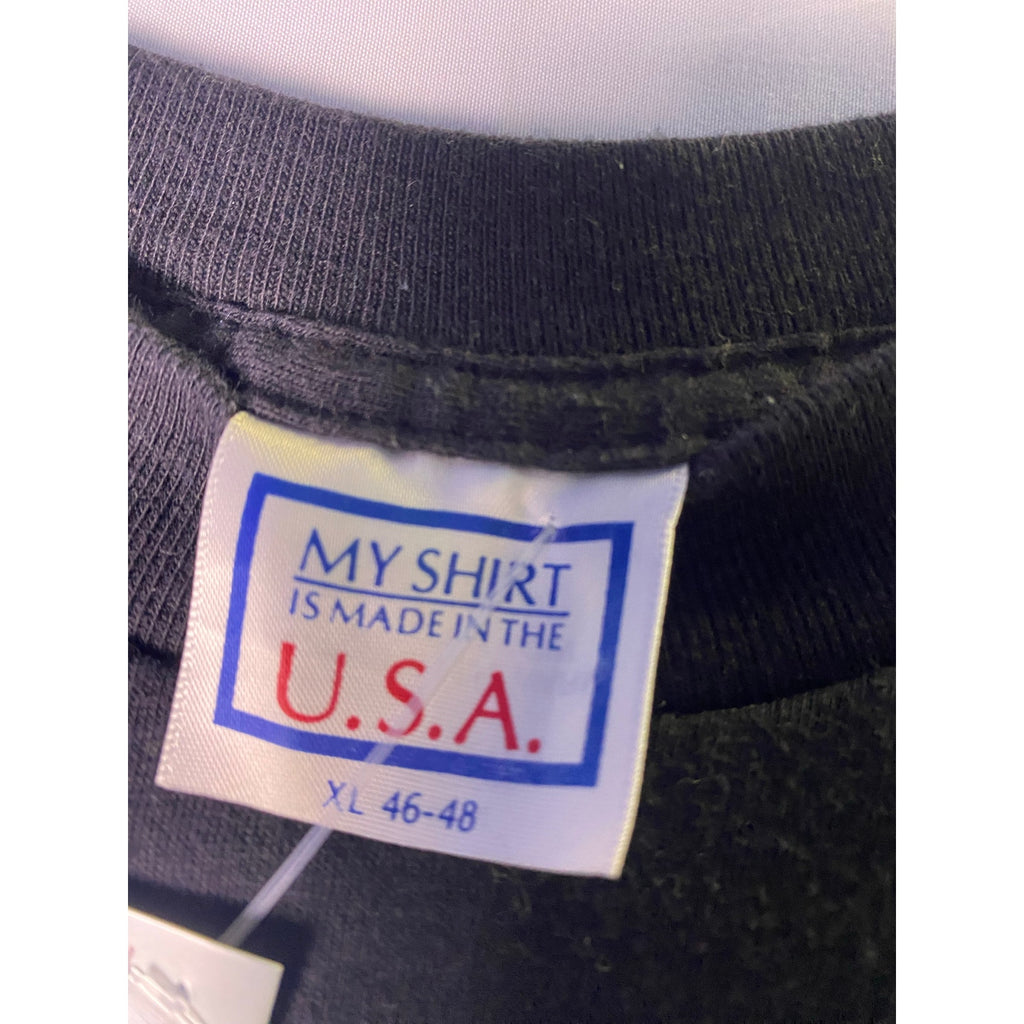 MY SHIRT
IS MADE IN THE
U.S.A.
XL 46-48